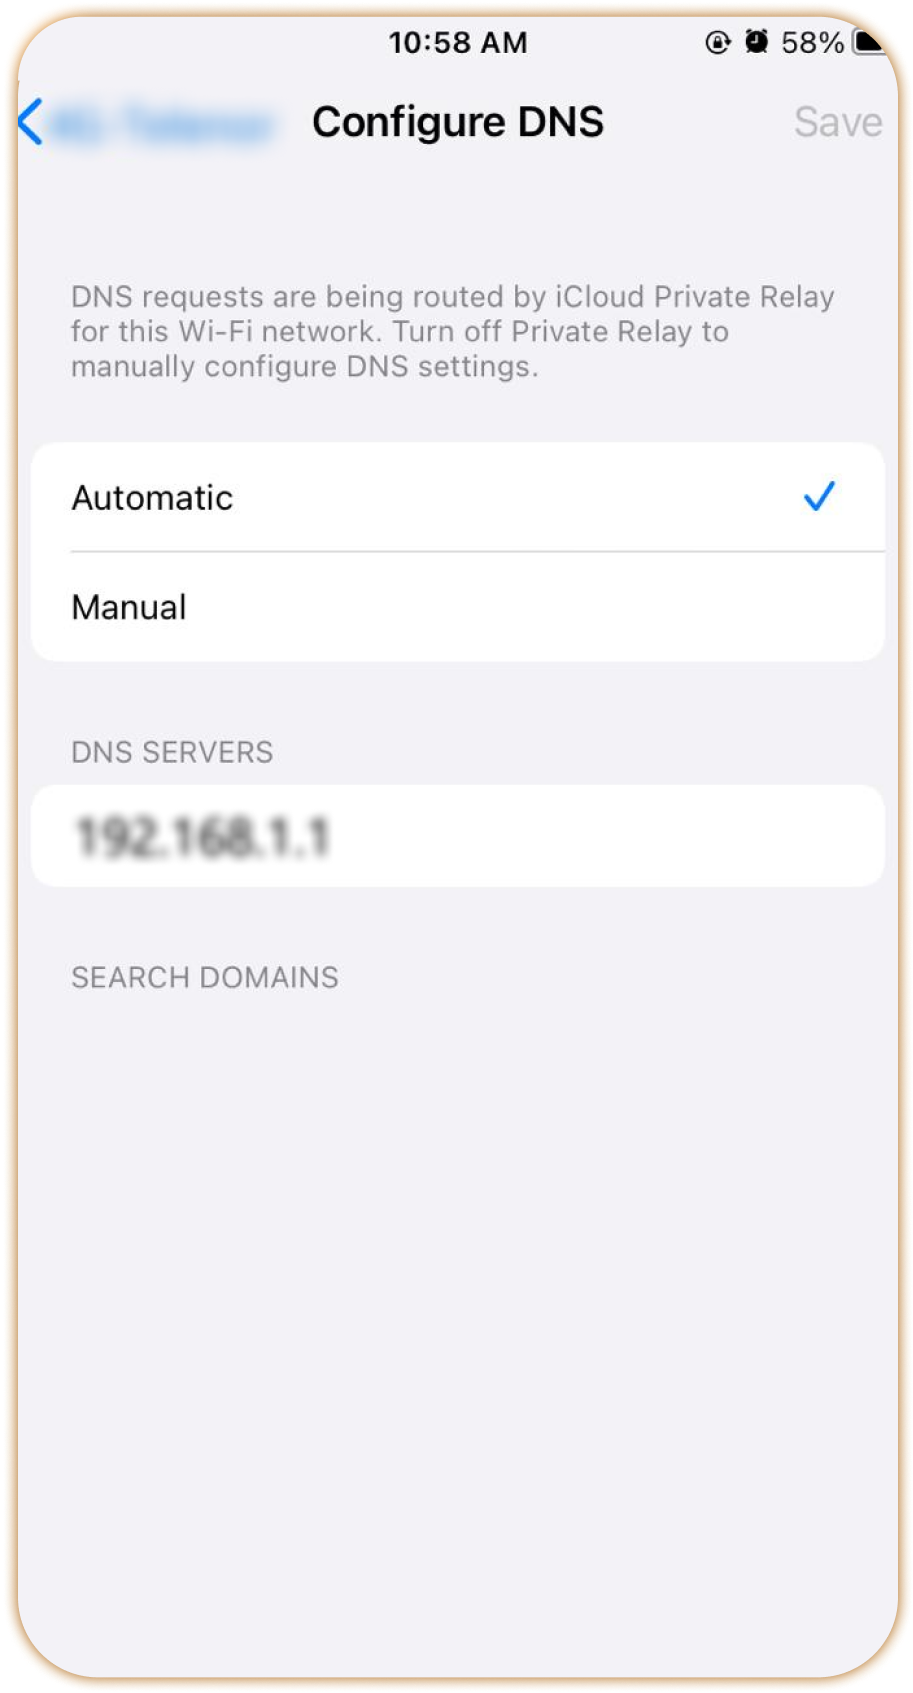 10:58 AM
58%
Configure DNS
Save
DNS requests are being routed by iCloud Private Relay
for this Wi-Fi network. Turn off Private Relay to
manually configure DNS settings.
Automatic
Manual
DNS SERVERS
192.168.1.1
SEARCH DOMAINS